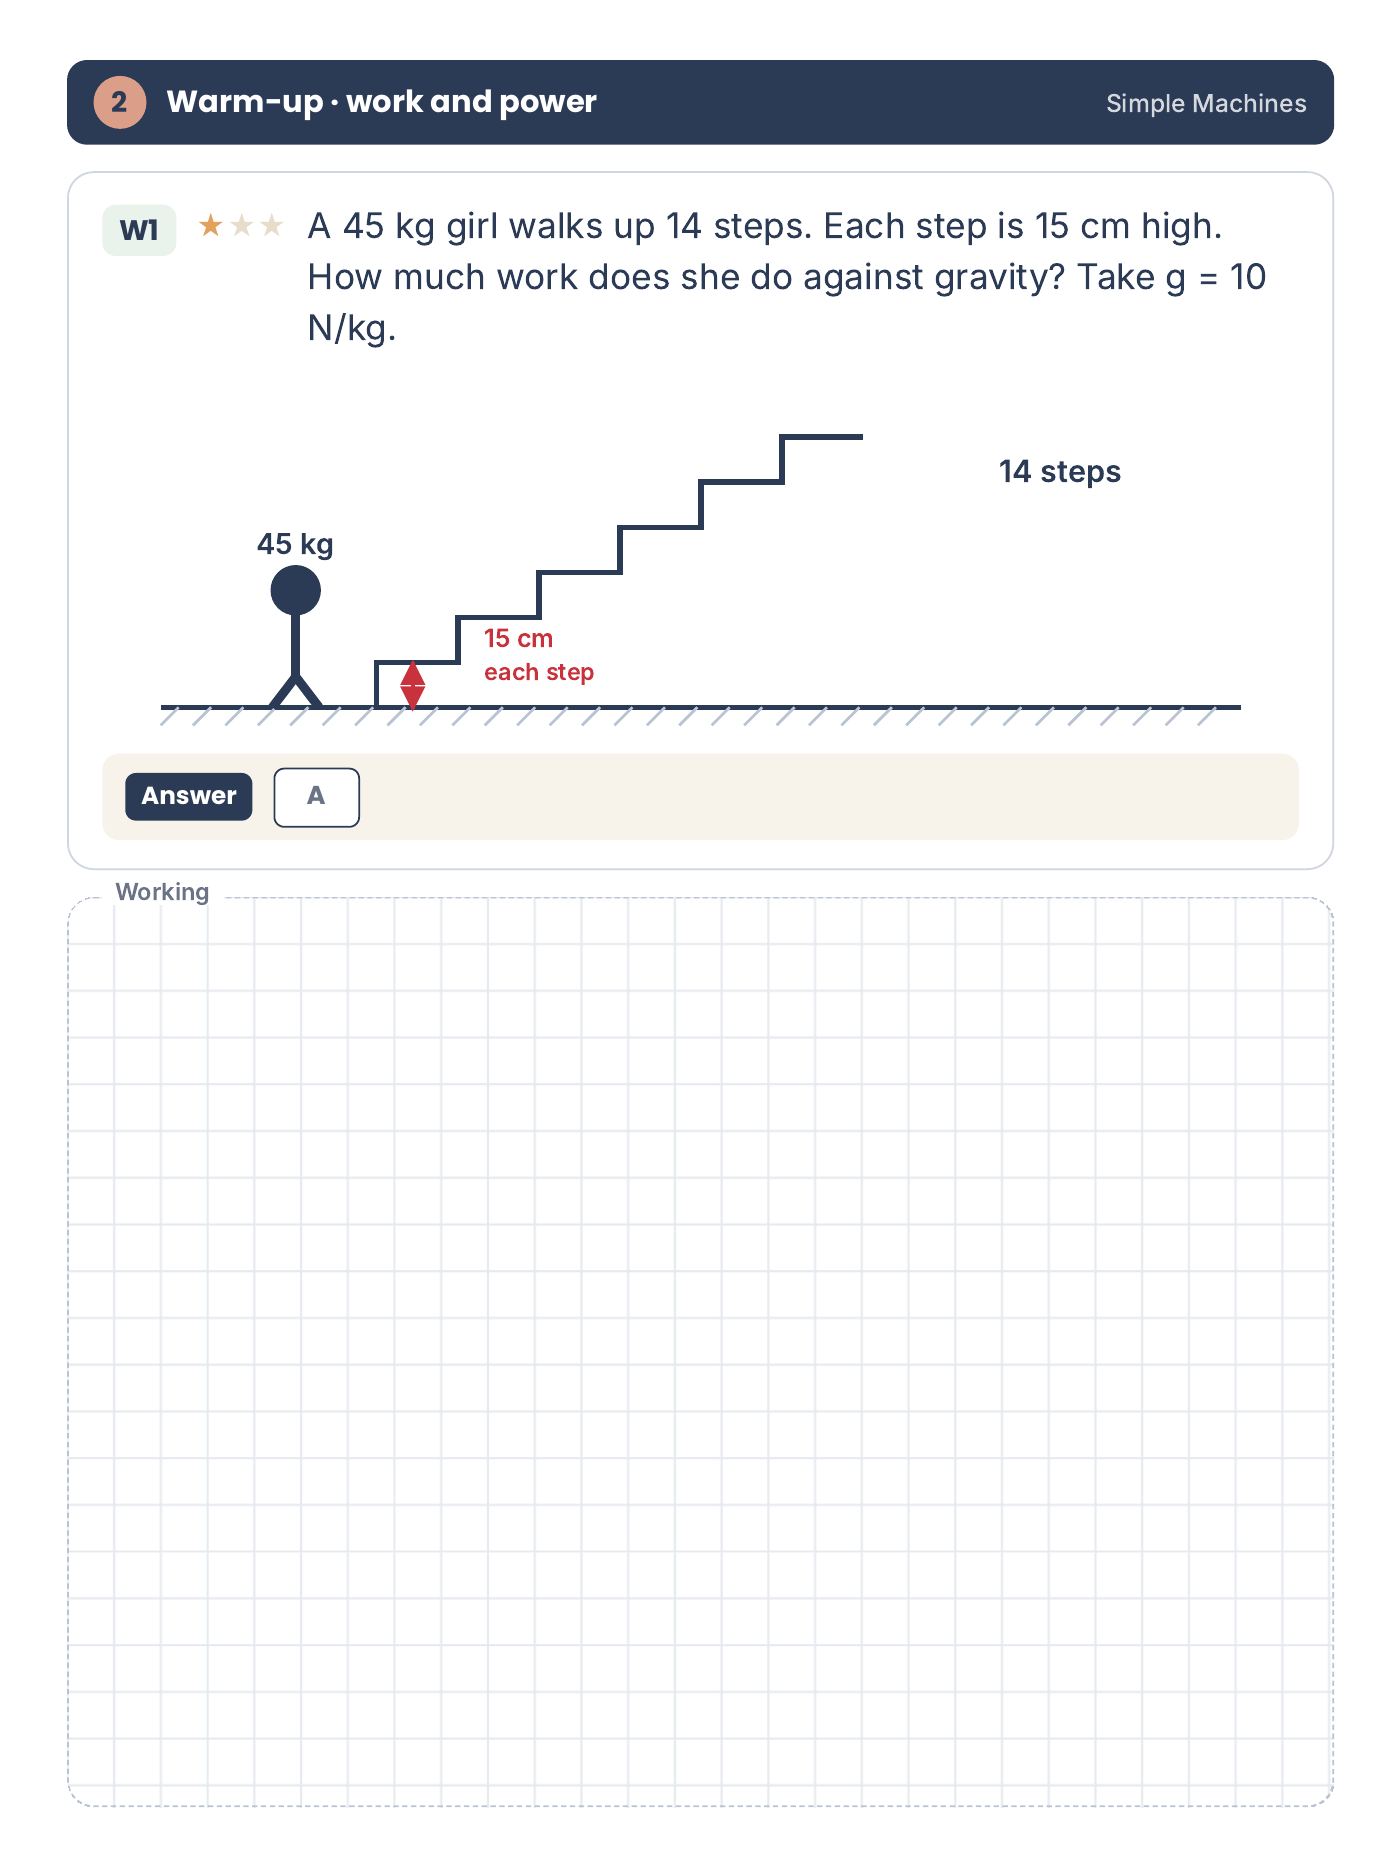 2
Warm-up · work and power
Simple Machines
W1
A 45 kg girl walks up 14 steps. Each step is 15 cm high.
How much work does she do against gravity? Take g = 10
N/kg.
14 steps
45 kg
15 cm
each step
Answer
A
Working